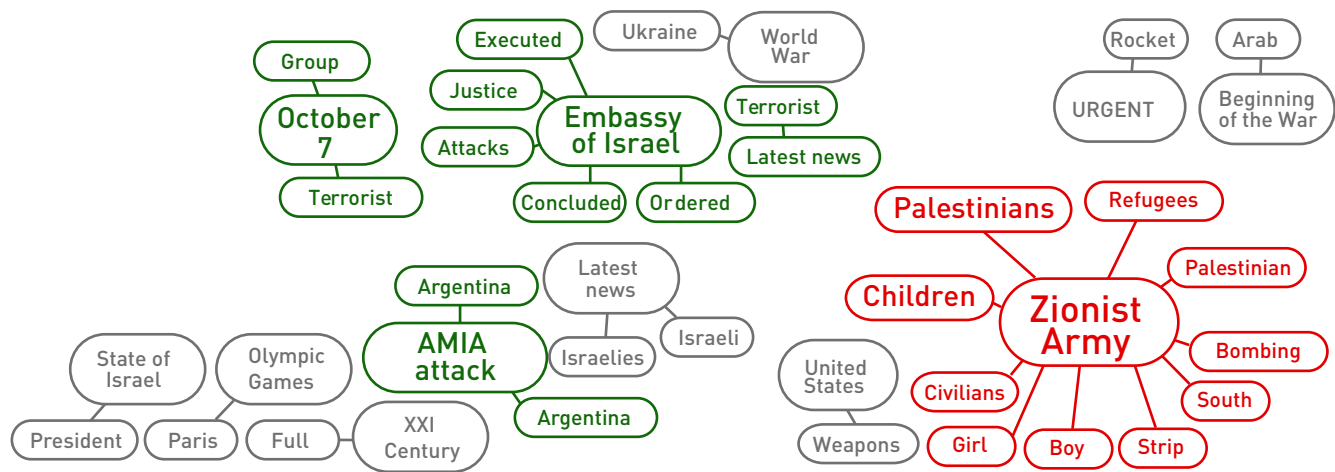 Executed
Ukraine
World
War
Rocket
Arab
Group
Justice
October
7
Embassy
of Israel
Terrorist
URGENT
Beginning
of the War
Attacks
Latest news
Terrorist
Concluded
Ordered
Palestinians
Refugees
Argentina
Latest
news
Palestinian
Children
Zionist
Army
AMIA
attack
Israelies
Israeli
State of
Israel
Olympic
Games
United
States
Bombing
Civilians
South
President
Paris
Full
XXI
Century
Argentina
Weapons
Girl
Boy
Strip